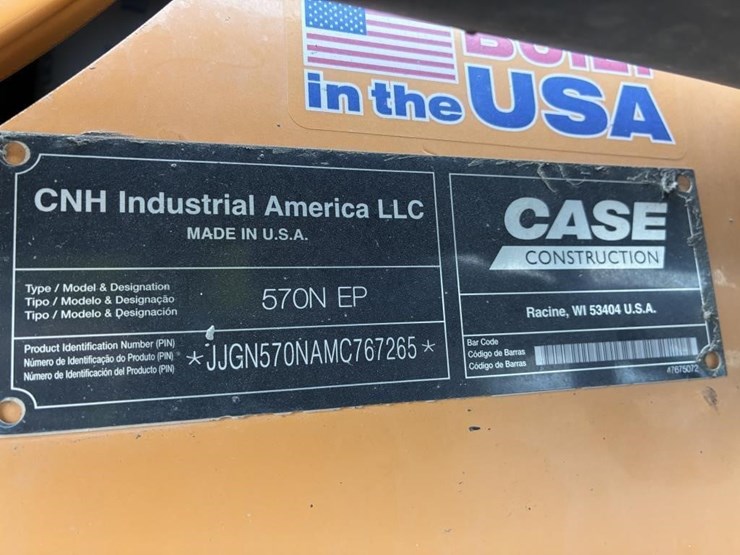 in the USA
CNH Industrial America LLC
MADE IN U.S.A.
Type / Model & Designation
Tipo / Modelo & Designação
Tipo / Modelo & Designación
570N EP
Product Identification Number (PIN)
Número de Identificação do Produto (PIN)
Número de Identificación del Producto (PIN)
*JJGN570NAMC767265*
CASE
CONSTRUCTION
Racine, WI 53404 U.S.A.
Bar Code
Código de Barras
Código de Barras
47675072